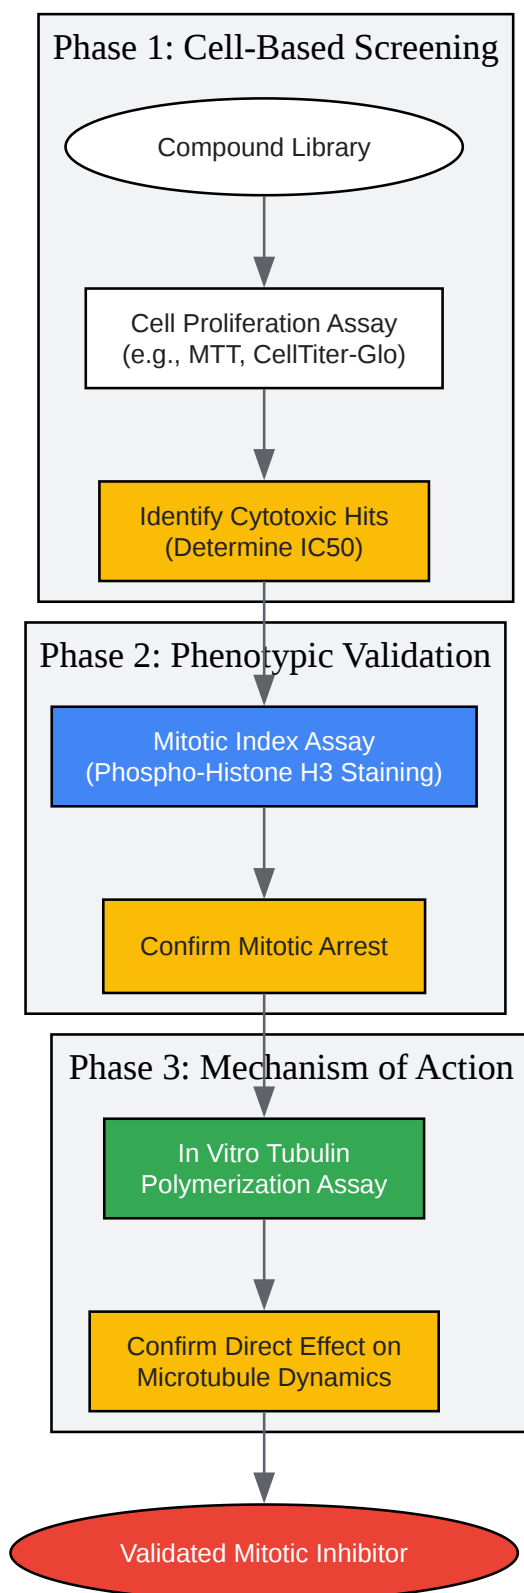 Phase 1: Cell-Based Screening
Compound Library
Cell Proliferation Assay
(e.g., MTT, CellTiter-Glo)
Identify Cytotoxic Hits
(Determine IC50)
Phase 2: Phenotypic Validation
Mitotic Index Assay
(Phospho-Histone H3 Staining)
Confirm Mitotic Arrest
Phase 3: Mechanism of Action
In Vitro Tubulin
Polymerization Assay
Confirm Direct Effect on
Microtubule Dynamics
Validated Mitotic Inhibitor